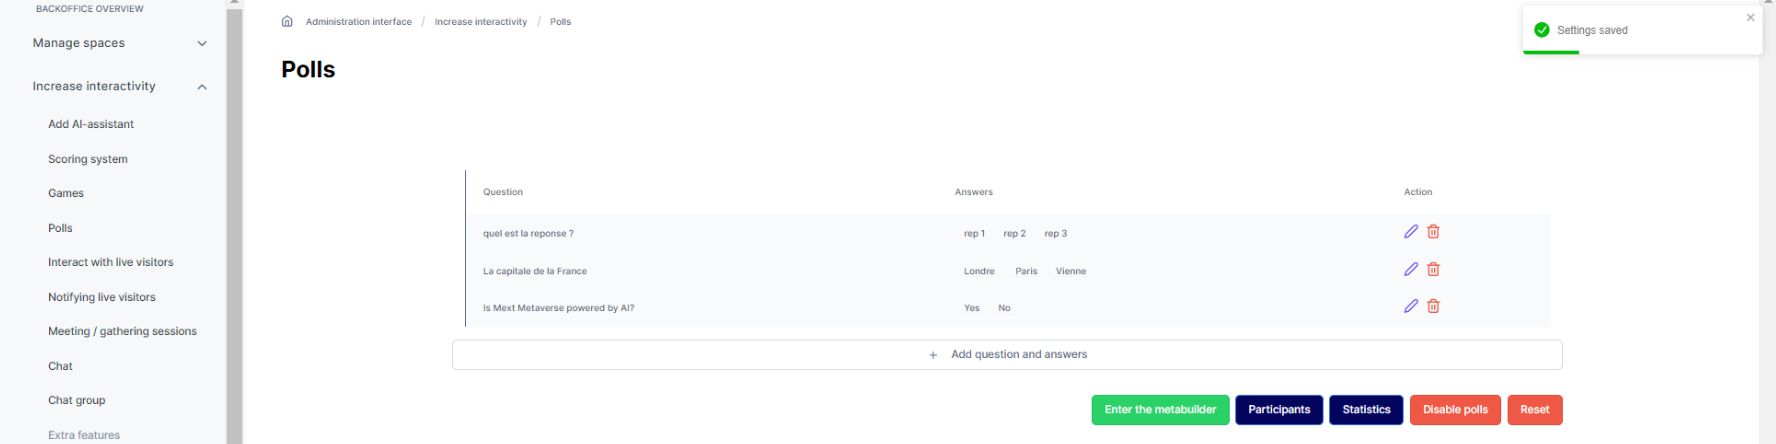 BACKOFFICE OVERVIEW
Manage spaces
Increase interactivity
Add AI-assistant
Scoring system
Games
Polls
Interact with live visitors
Notifying live visitors
Meeting / gathering sessions
Chat
Chat group
Extra features
Administration interface / Increase interactivity / Polls
Settings saved
Polls
Question Answers Action
quel est la reponse ? rep 1 rep 2 rep 3
La capitale de la France Londre Paris Vienne
Is Mext Metaverse powered by AI? Yes No
+ Add question and answers
Enter the metabuilder Participants Statistics Disable polls Reset